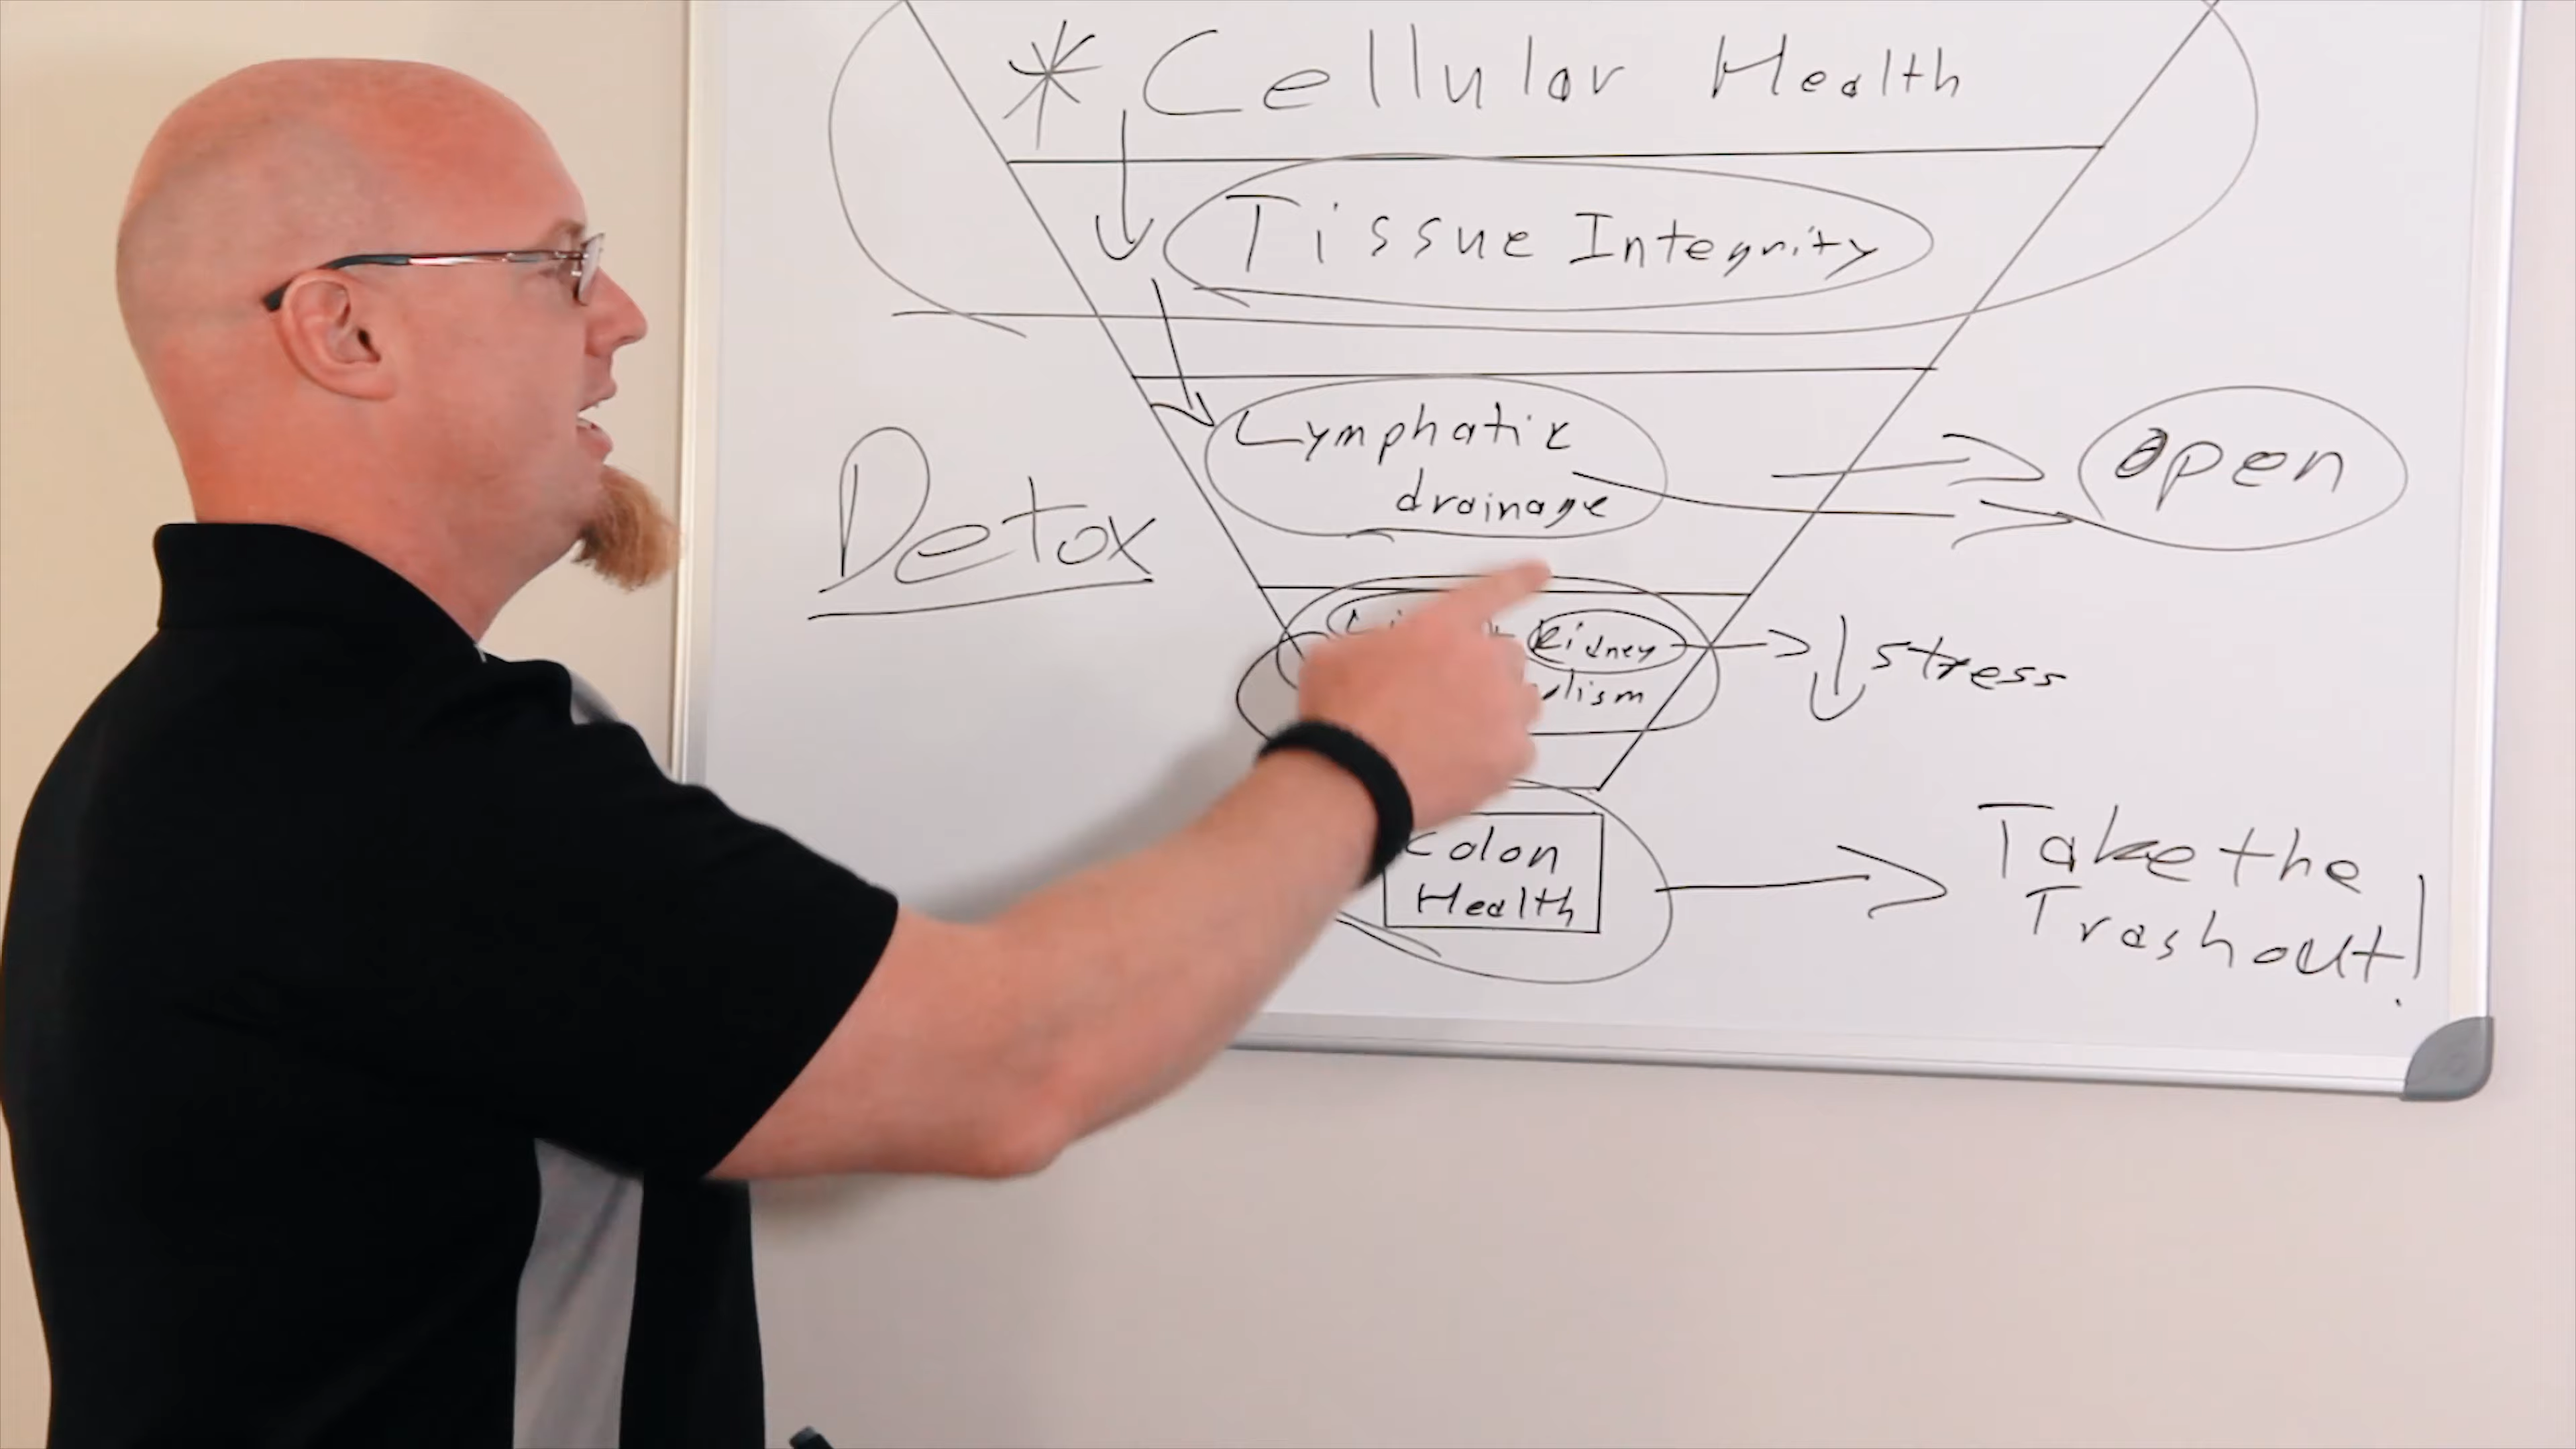 * Cellular Health
Tissue Integrity
Lymphatic
drainage
Open
Detox
Kidney
stress
Colon
Health
Take the
Trash out!